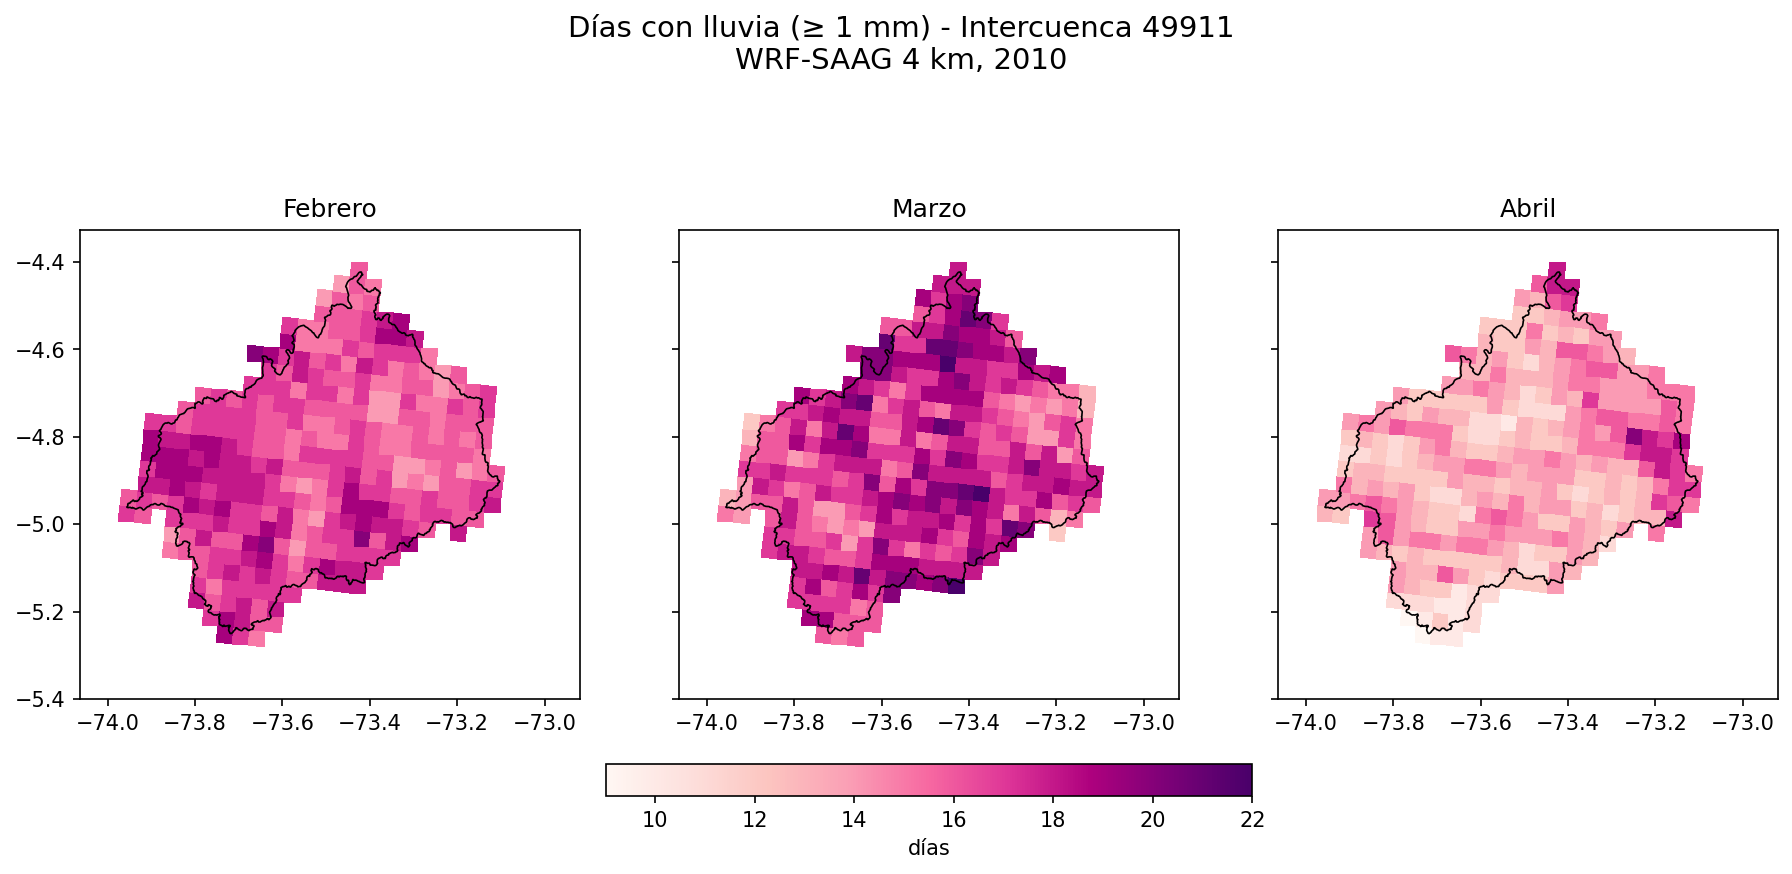 Días con lluvia (≥ 1 mm) - Intercuenca 49911
WRF-SAAG 4 km, 2010
Febrero
Marzo
Abril
−4.4
−4.6
−4.8
−5.0
−5.2
−5.4
−74.0 −73.8 −73.6 −73.4 −73.2 −73.0
−74.0 −73.8 −73.6 −73.4 −73.2 −73.0
−74.0 −73.8 −73.6 −73.4 −73.2 −73.0
10 12 14 16 18 20 22
días